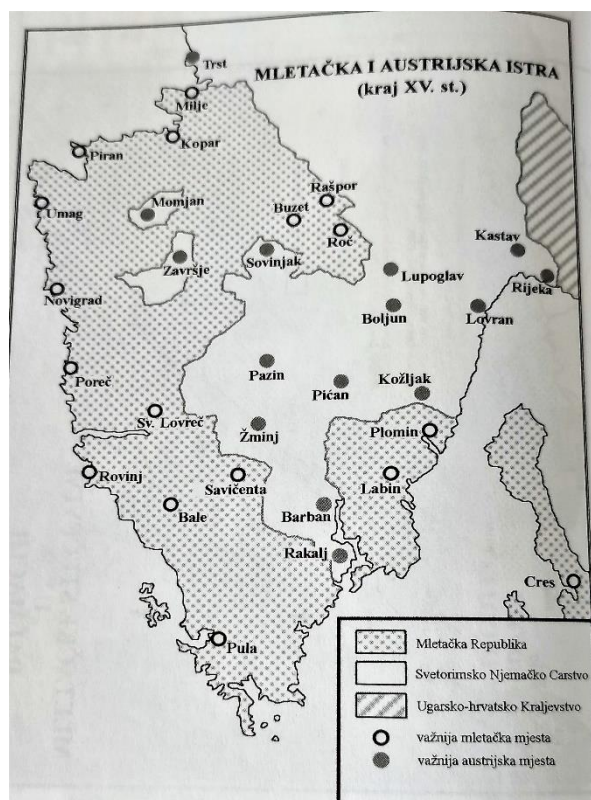 Trst
MLETAČKA I AUSTRIJSKA ISTRA
(kraj XV. st.)
Milje
Kopar
Piran
Rašpor
Momjan
Buzet
Umag
Roč
Kastav
Završje
Sovinjak
Lupoglav
Rijeka
Novigrad
Boljun
Lovran
Poreč
Pazin
Pićan
Kožljak
Sv. Lovreč
Žminj
Plomin
Rovinj
Savičenta
Labin
Bale
Barban
Rakalj
Cres
Pula
Mletačka Republika
Svetorimsko Njemačko Carstvo
Ugarsko-hrvatsko Kraljevstvo
važnija mletačka mjesta
važnija austrijska mjesta